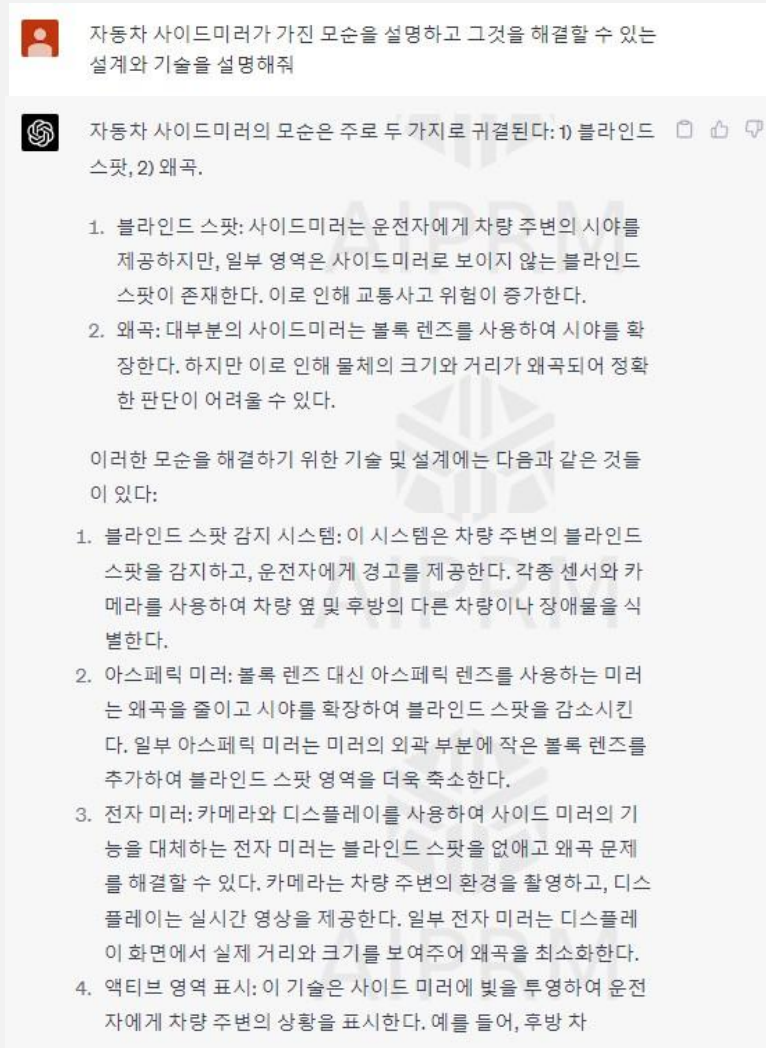 자동차 사이드미러가 가진 모순을 설명하고 그것을 해결할 수 있는
설계와 기술을 설명해줘
자동차 사이드미러의 모순은 주로 두 가지로 귀결된다: 1) 블라인드
스팟, 2) 왜곡.
1. 블라인드 스팟: 사이드미러는 운전자에게 차량 주변의 시야를
제공하지만, 일부 영역은 사이드미러로 보이지 않는 블라인드
스팟이 존재한다. 이로 인해 교통사고 위험이 증가한다.
2. 왜곡: 대부분의 사이드미러는 볼록 렌즈를 사용하여 시야를 확
장한다. 하지만 이로 인해 물체의 크기와 거리가 왜곡되어 정확
한 판단이 어려울 수 있다.
이러한 모순을 해결하기 위한 기술 및 설계에는 다음과 같은 것들
이 있다:
1. 블라인드 스팟 감지 시스템: 이 시스템은 차량 주변의 블라인드
스팟을 감지하고, 운전자에게 경고를 제공한다. 각종 센서와 카
메라를 사용하여 차량 옆 및 후방의 다른 차량이나 장애물을 식
별한다.
2. 아스페릭 미러: 볼록 렌즈 대신 아스페릭 렌즈를 사용하는 미러
는 왜곡을 줄이고 시야를 확장하여 블라인드 스팟을 감소시킨
다. 일부 아스페릭 미러는 미러의 외곽 부분에 작은 볼록 렌즈를
추가하여 블라인드 스팟 영역을 더욱 축소한다.
3. 전자 미러: 카메라와 디스플레이를 사용하여 사이드 미러의 기
능을 대체하는 전자 미러는 블라인드 스팟을 없애고 왜곡 문제
를 해결할 수 있다. 카메라는 차량 주변의 환경을 촬영하고, 디스
플레이는 실시간 영상을 제공한다. 일부 전자 미러는 디스플레
이 화면에서 실제 거리와 크기를 보여주어 왜곡을 최소화한다.
4. 액티브 영역 표시: 이 기술은 사이드 미러에 빛을 투영하여 운전
자에게 차량 주변의 상황을 표시한다. 예를 들어, 후방 차
AIPRM
AIPRM
AIPRM